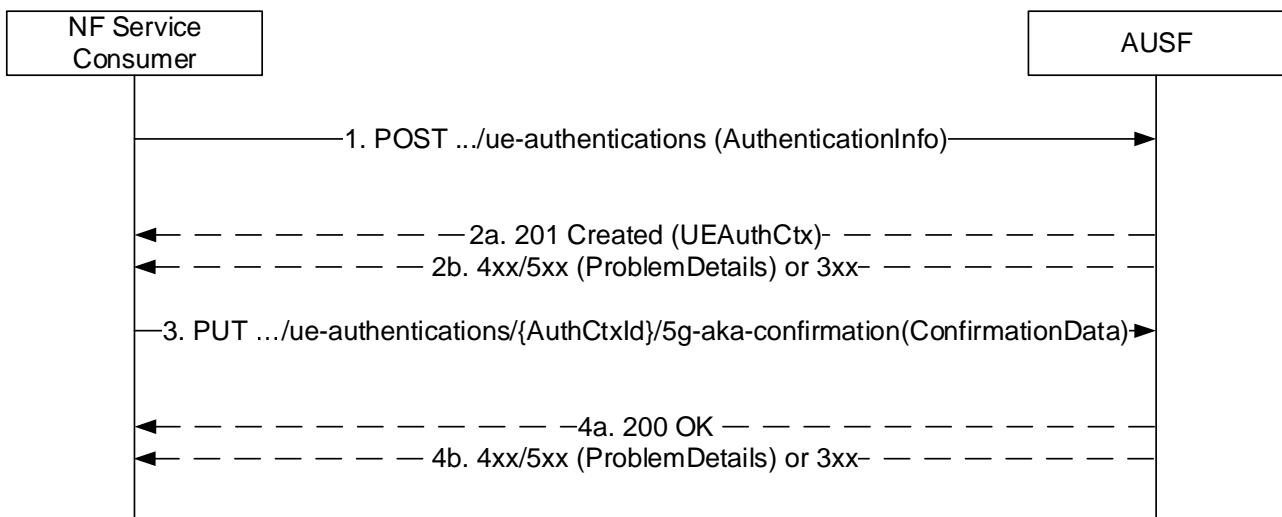 NF Service
Consumer
AUSF
1. POST .../ue-authentications (AuthenticationInfo)
2a. 201 Created (UEAuthCtx)
2b. 4xx/5xx (ProblemDetails) or 3xx
3. PUT …/ue-authentications/{AuthCtxId}/5g-aka-confirmation(ConfirmationData)
4a. 200 OK
4b. 4xx/5xx (ProblemDetails) or 3xx